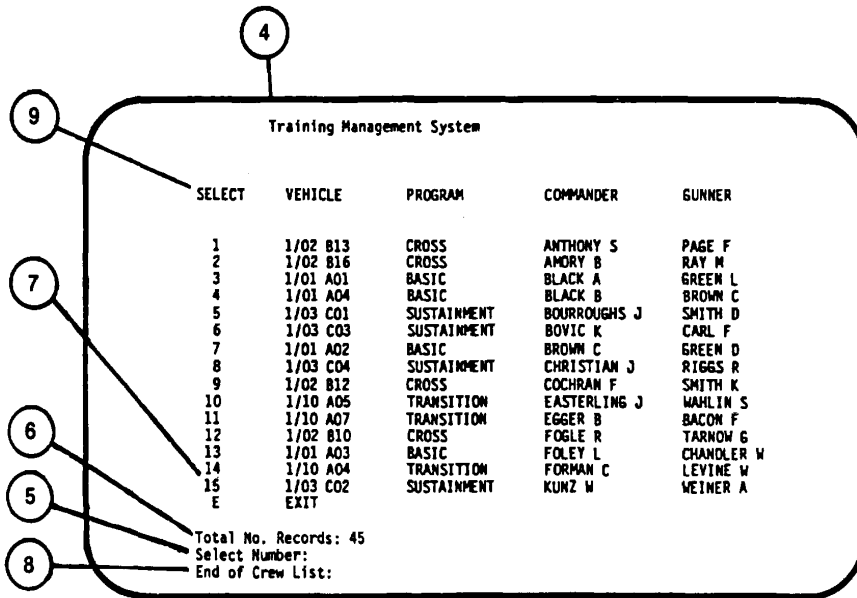 4
9
Training Management System
SELECT VEHICLE PROGRAM COMMANDER GUNNER
1 1/02 B13 CROSS ANTHONY S PAGE F
2 1/02 B16 CROSS AMORY B RAY M
3 1/01 A01 BASIC BLACK A GREEN L
7
4 1/01 A04 BASIC BLACK B BROWN C
5 1/03 C01 SUSTAINMENT BOURROUGHS J SMITH D
6 1/03 C03 SUSTAINMENT BOVIC K CARL F
7 1/01 A02 BASIC BROWN C GREEN D
8 1/03 C04 SUSTAINMENT CHRISTIAN J RIGGS R
9 1/02 B12 CROSS COCHRAN F SMITH K
10 1/10 A05 TRANSITION EASTERLING J WAHLIN S
11 1/10 A07 TRANSITION EGGER B BACON F
6
12 1/02 B10 CROSS FOGLE R TARNOW G
13 1/01 A03 BASIC FOLEY L CHANDLER W
14 1/10 A04 TRANSITION FORMAN C LEVINE W
15 1/03 C02 SUSTAINMENT KUNZ W WEINER A
5
E EXIT
Total No. Records: 45
Select Number:
8
End of Crew List: